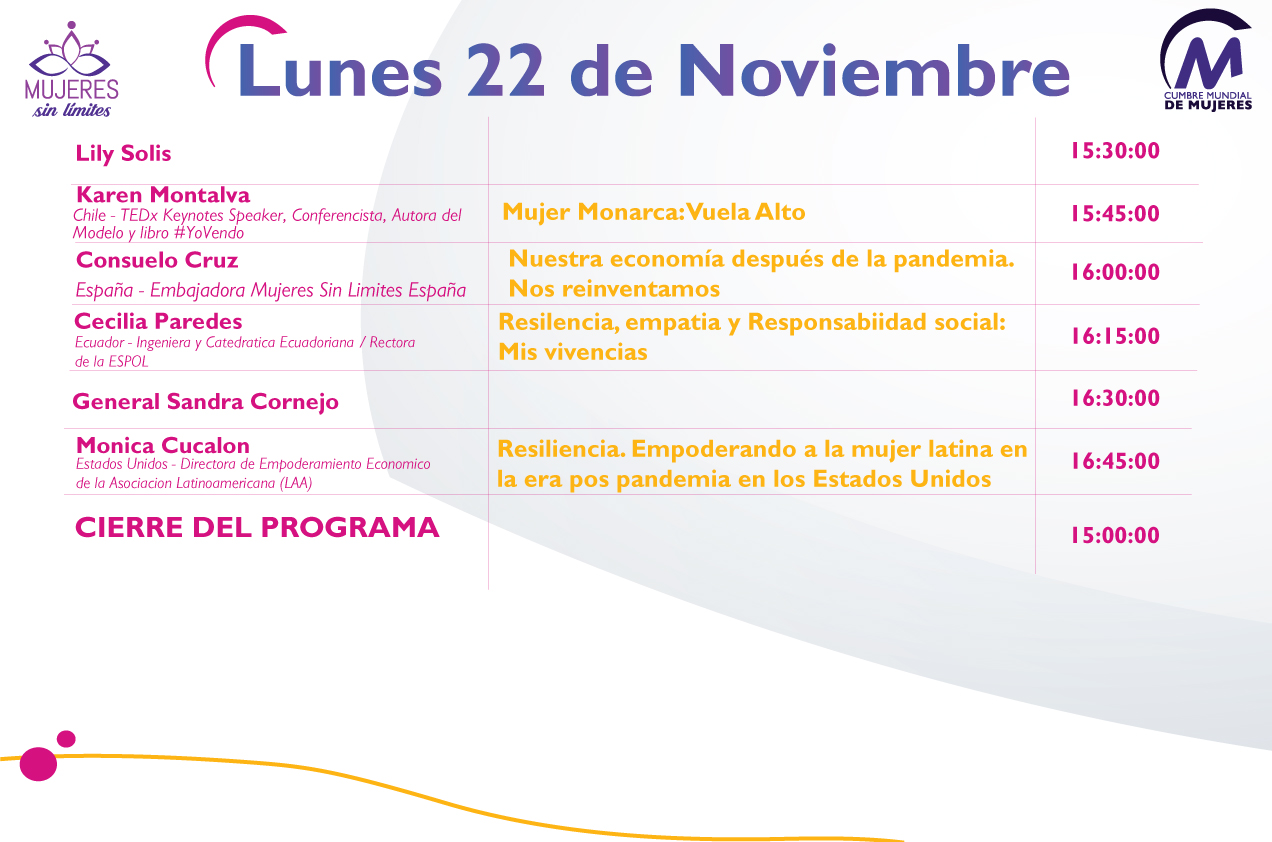 MUJERES
sin límites
Lunes 22 de Noviembre
CUMBRE MUNDIAL
DE MUJERES
Lily Solis
15:30:00
Karen Montalva
Chile - TEDx Keynotes Speaker, Conferencista, Autora del
Modelo y libro #YoVendo
Mujer Monarca: Vuela Alto
15:45:00
Consuelo Cruz
España - Embajadora Mujeres Sin Limites España
Nuestra economía después de la pandemia.
Nos reinventamos
16:00:00
Cecilia Paredes
Ecuador - Ingeniera y Catedratica Ecuadoriana / Rectora
de la ESPOL
Resilencia, empatia y Responsabiidad social:
Mis vivencias
16:15:00
General Sandra Cornejo
16:30:00
Monica Cucalon
Estados Unidos - Directora de Empoderamiento Economico
de la Asociacion Latinoamericana (LAA)
Resiliencia. Empoderando a la mujer latina en
la era pos pandemia en los Estados Unidos
16:45:00
CIERRE DEL PROGRAMA
15:00:00